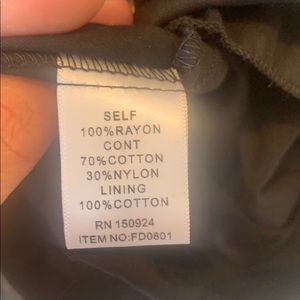 SELF
100%RAYON
CONT
70%COTTON
30%NYLON
LINING
100%COTTON
RN 150924
ITEM NO:FD0801